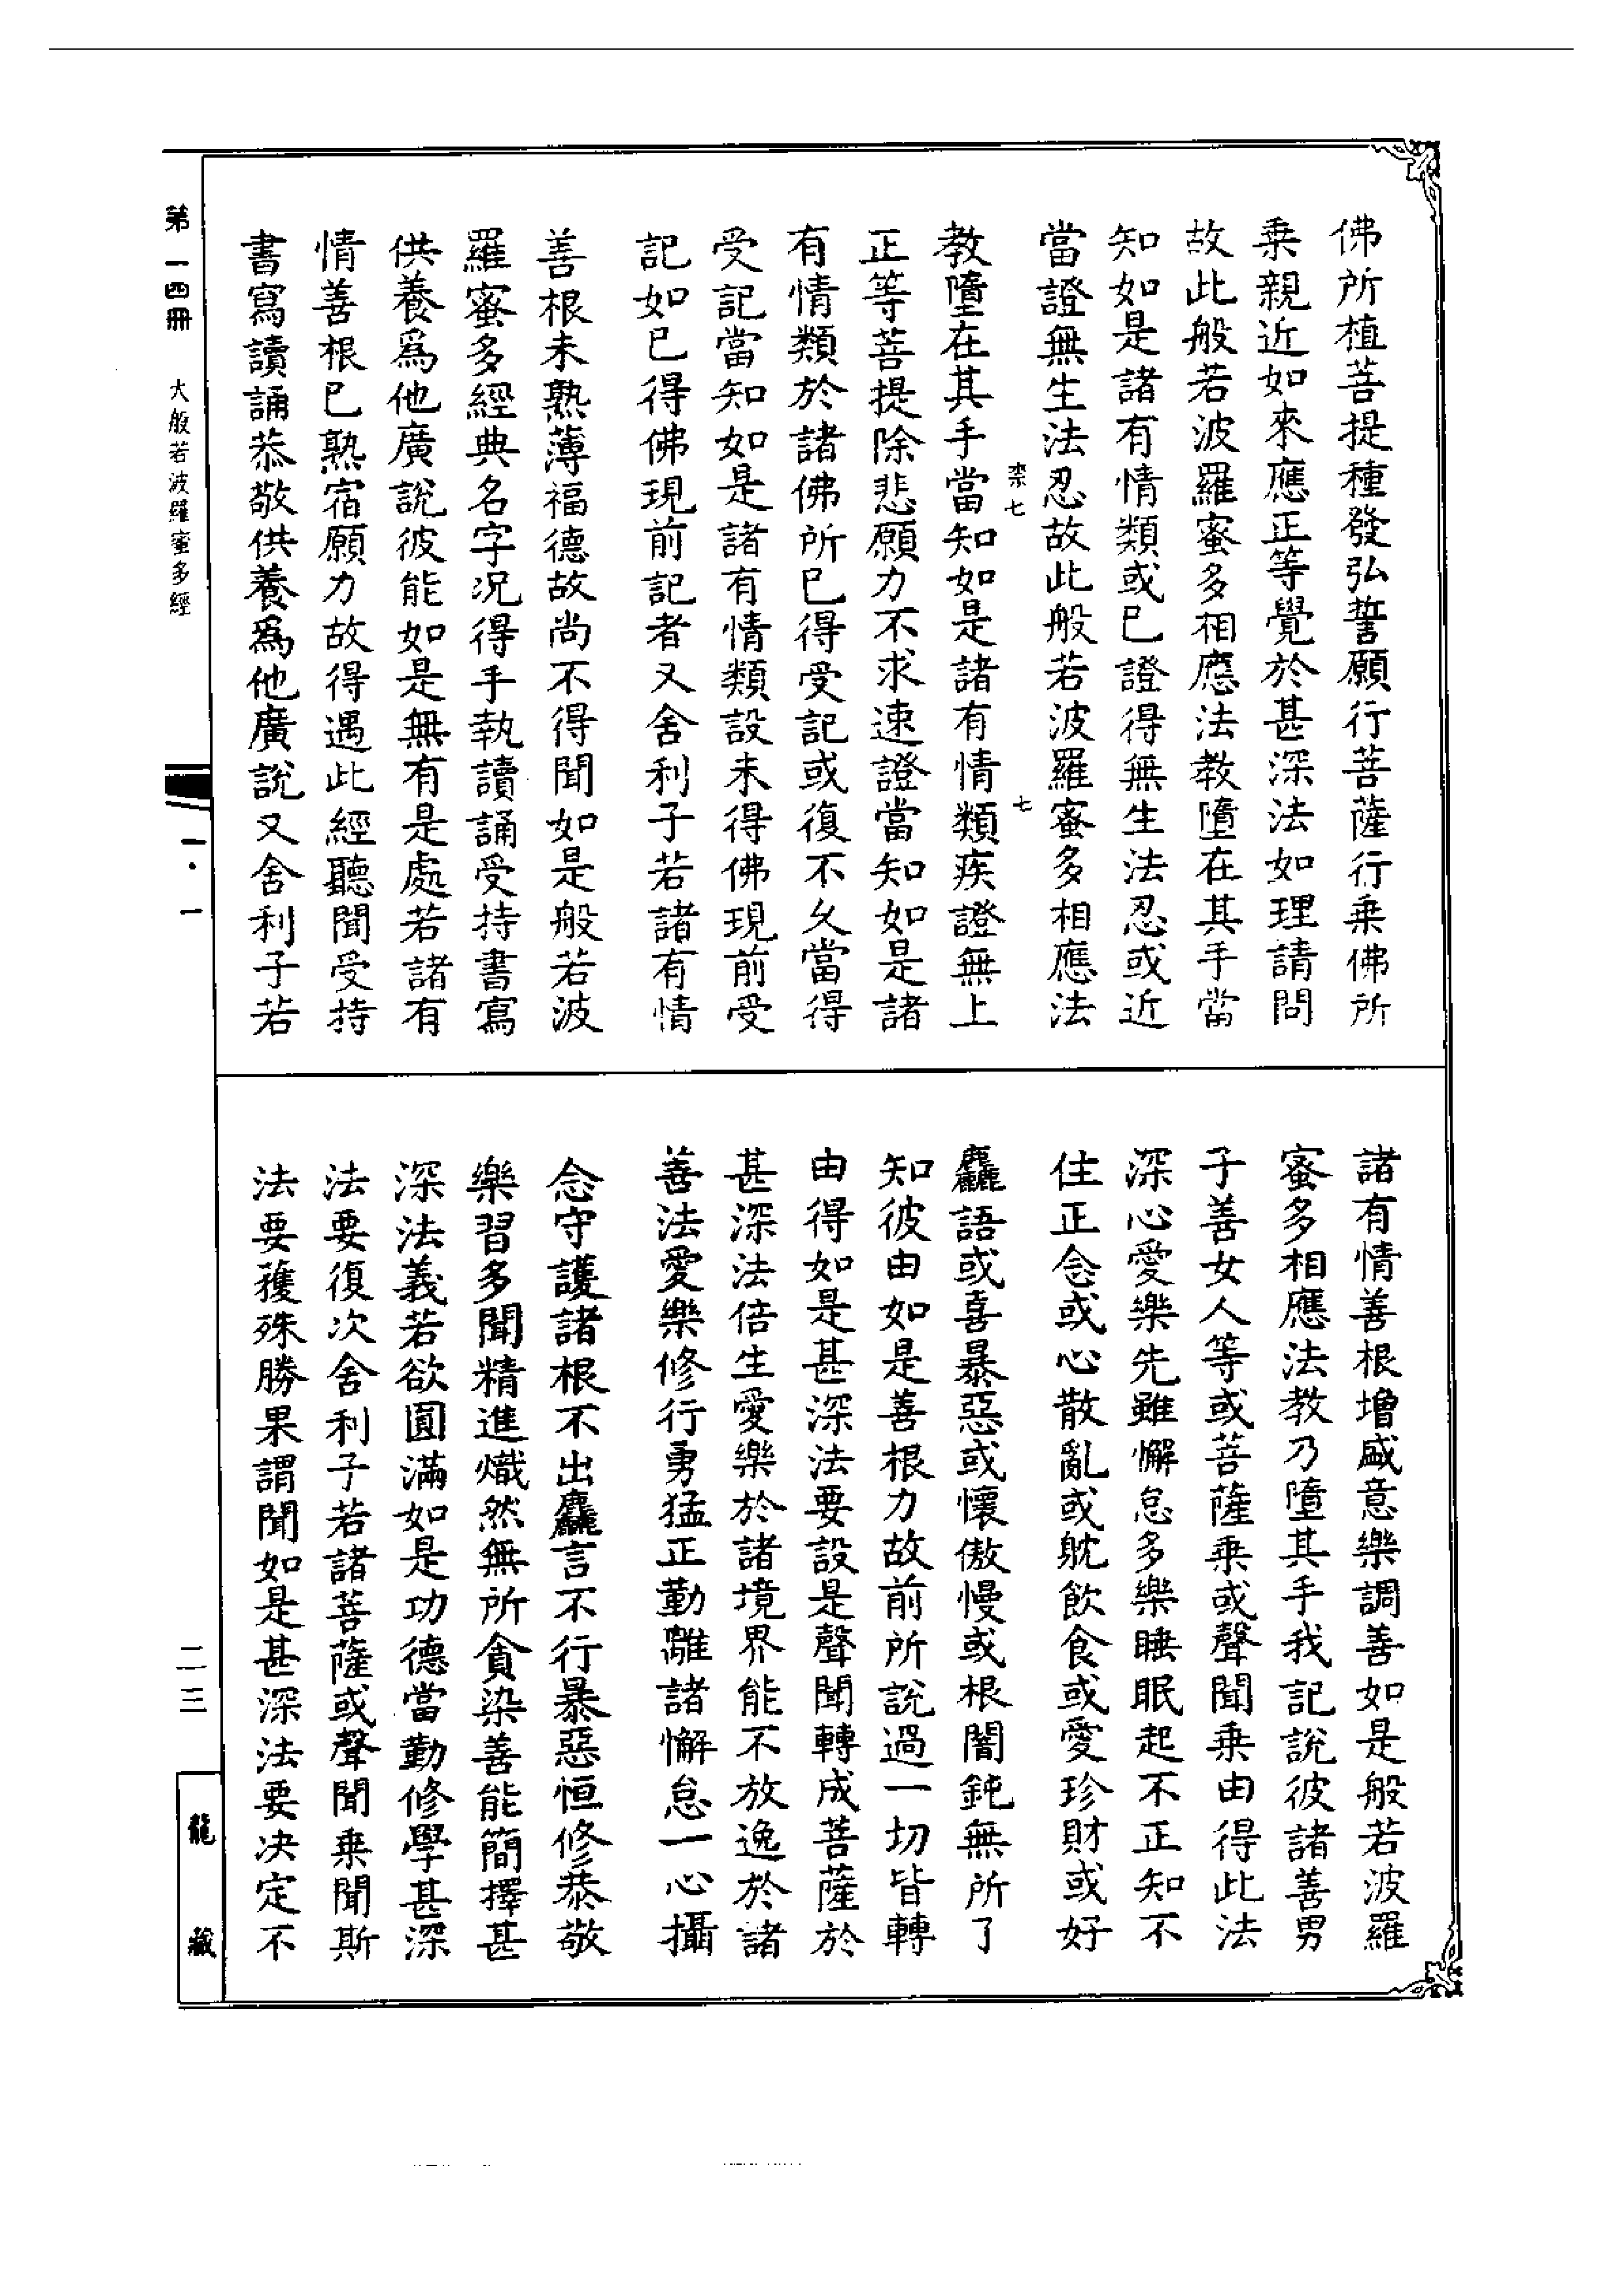 佛所植菩提種發弘誓願行菩薩行乗佛所
乗親近如來應正等覺於甚深法如理請問
故此般若波羅蜜多相應法教墮在其手當
知如是諸有情類或已證得無生法忍或近
當證無生法忍故此般若波羅蜜多相應法
柰七 七
教墮在其手當知如是諸有情類疾證無上
正等菩提除悲願力不求速證當知如是諸
有情類於諸佛所已得受記或復不久當得
受記當知如是諸有情類設未得佛現前受
記如已得佛現前記者又舍利子若諸有情
善根未熟薄福德故尚不得聞如是般若波
羅蜜多經典名字況得手執讀誦受持書寫
供養爲他廣說彼能如是無有是處若諸有
情善根已熟宿願力故得遇此經聽聞受持
書寫讀誦恭敬供養爲他廣說又舍利子若
諸有情善根增盛意樂調善如是般若波羅
蜜多相應法教乃墮其手我記說彼諸善男
子善女人等或菩薩乗或聲聞乗由得此法
深心愛樂先雖懈怠多樂睡眠起不正知不
住正念或心散亂或躭飲食或愛珍財或好
麤語或喜暴惡或懷傲慢或根闇鈍無所了
知彼由如是善根力故前所說過一切皆轉
由得如是甚深法要設是聲聞轉成菩薩於
甚深法倍生愛樂於諸境界能不放逸於諸
善法愛樂修行勇猛正勤離諸懈怠一心攝
念守護諸根不出麤言不行暴惡恒修恭敬
樂習多聞精進熾然無所貪染善能簡擇甚
深法義若欲圓滿如是功德當勤修學甚深
法要復次舍利子若諸菩薩或聲聞乗聞斯
法要獲殊勝果謂聞如是甚深法要决定不
第一四冊 大般若波羅蜜多經
一·一
二三
龍藏